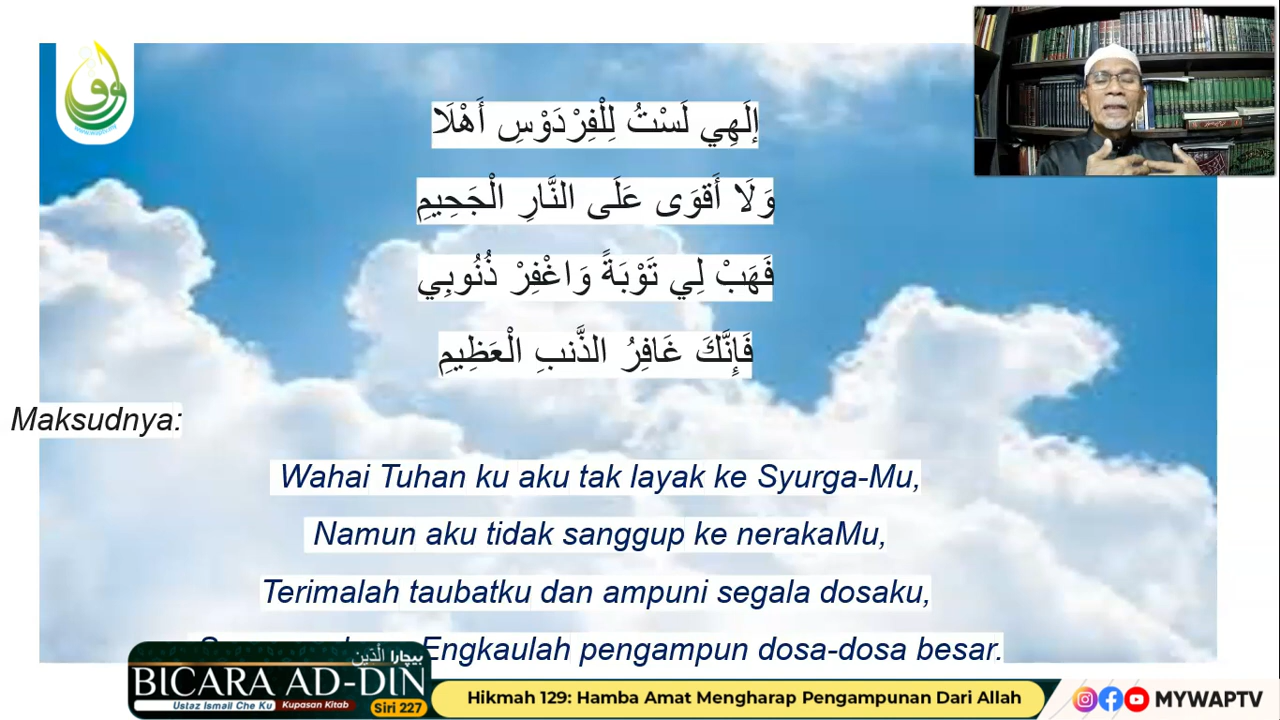 إلَهِي لَسْتُ لِلْفِرْدَوْسِ أَهْلَا
وَلَا أَقوَى عَلَى النَّارِ الْجَحِيمِ
فَهَبْ لِي تَوْبَةً وَاغْفِرْ ذُنُوبِي
فَإِنَّكَ غَافِرُ الذَّنبِ الْعَظِيمِ
Maksudnya:
Wahai Tuhan ku aku tak layak ke Syurga-Mu,
Namun aku tidak sanggup ke nerakaMu,
Terimalah taubatku dan ampuni segala dosaku,
Engkaulah pengampun dosa-dosa besar.
بيچارا الّدَين
BICARA AD-DIN
Ustaz Ismail Che Ku Kupasan Kitab Siri 227
Hikmah 129: Hamba Amat Mengharap Pengampunan Dari Allah
MYWAPTV